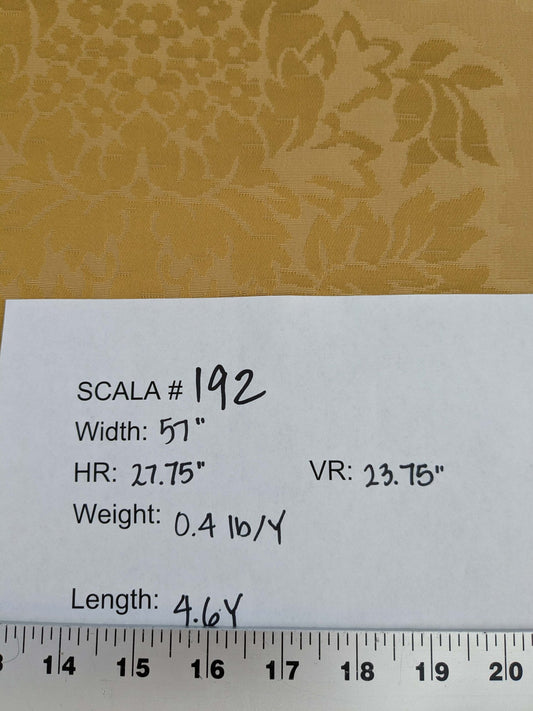 SCALA # 192
Width: 57"
HR: 27.75" VR: 23.75"
Weight: 0.4 lb/Y
Length: 4.6Y
14 15 16 17 18 19 20